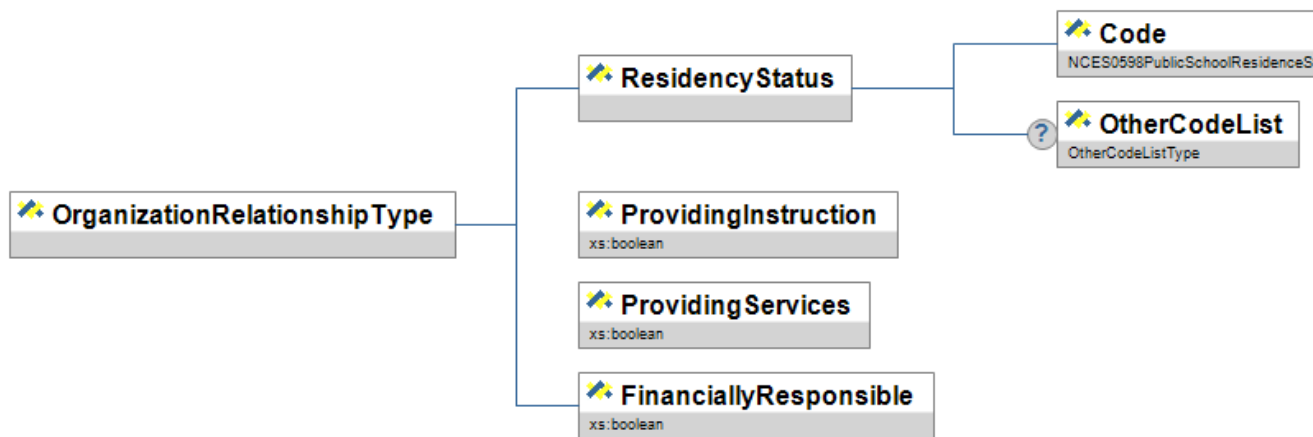 Code
NCES0598PublicSchoolResidenceS
ResidencyStatus
?
OtherCodeList
OtherCodeListType
OrganizationRelationshipType
ProvidingInstruction
xs:boolean
ProvidingServices
xs:boolean
FinanciallyResponsible
xs:boolean